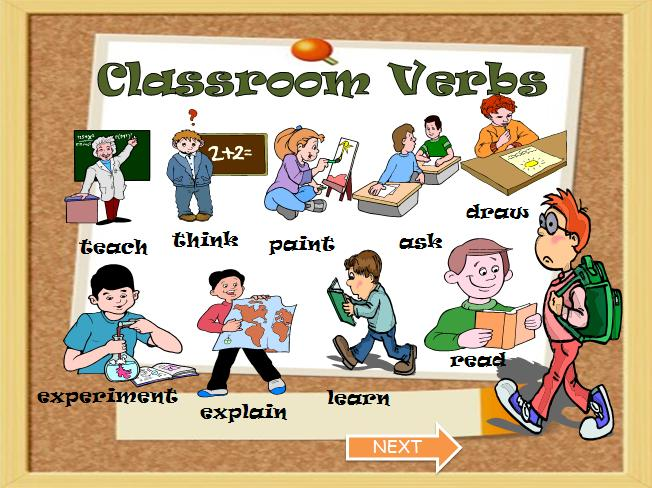 Classroom Verbs
?
2+2=
teach
think
paint
ask
draw
experiment
explain
learn
read
NEXT